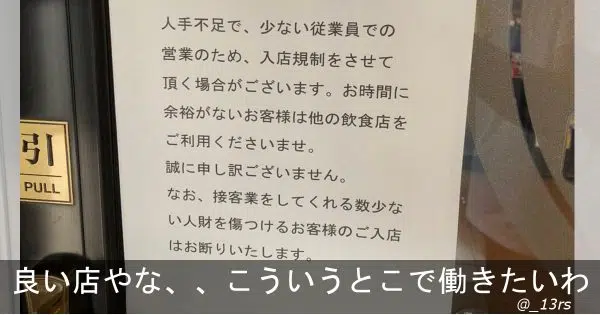 人手不足で、少ない従業員での
営業のため、入店規制をさせて
頂く場合がございます。お時間に
余裕がないお客様は他の飲食店を
ご利用くださいませ。
誠に申し訳ございません。
なお、接客業をしてくれる数少な
い人財を傷つけるお客様のご入店
はお断りいたします。
引
PULL
良い店やな、、こういうとこで働きたいわ
@_13rs